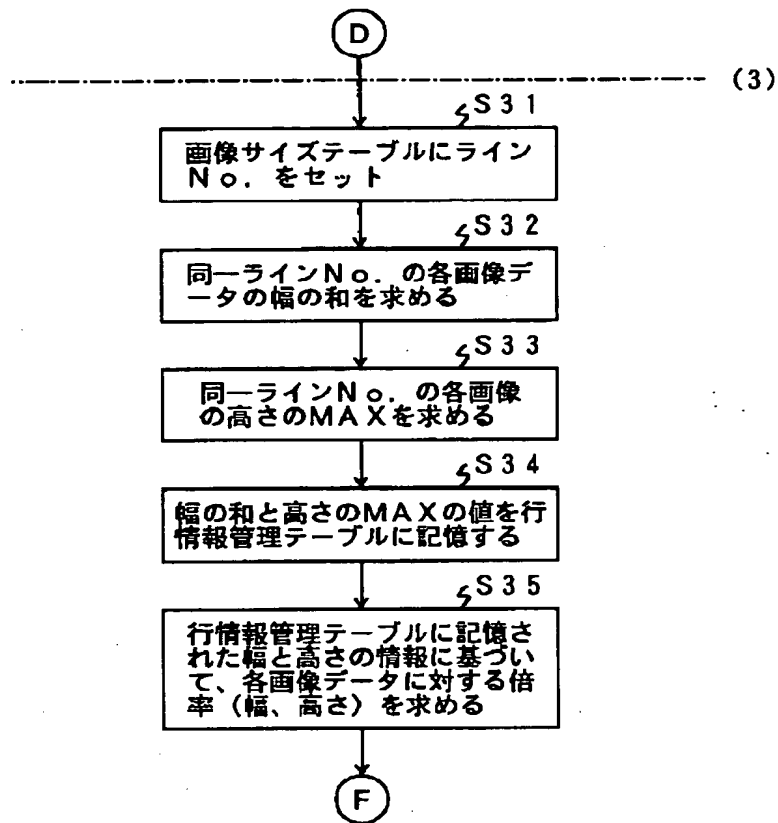 D
(3)
S31
画像サイズテーブルにライン
No.をセット
S32
同一ラインNo.の各画像デ
ータの幅の和を求める
S33
同一ラインNo.の各画像
の高さのMAXを求める
S34
幅の和と高さのMAXの値を行
情報管理テーブルに記憶する
S35
行情報管理テーブルに記憶さ
れた幅と高さの情報に基づい
て、各画像データに対する倍
率(幅、高さ)を求める
F